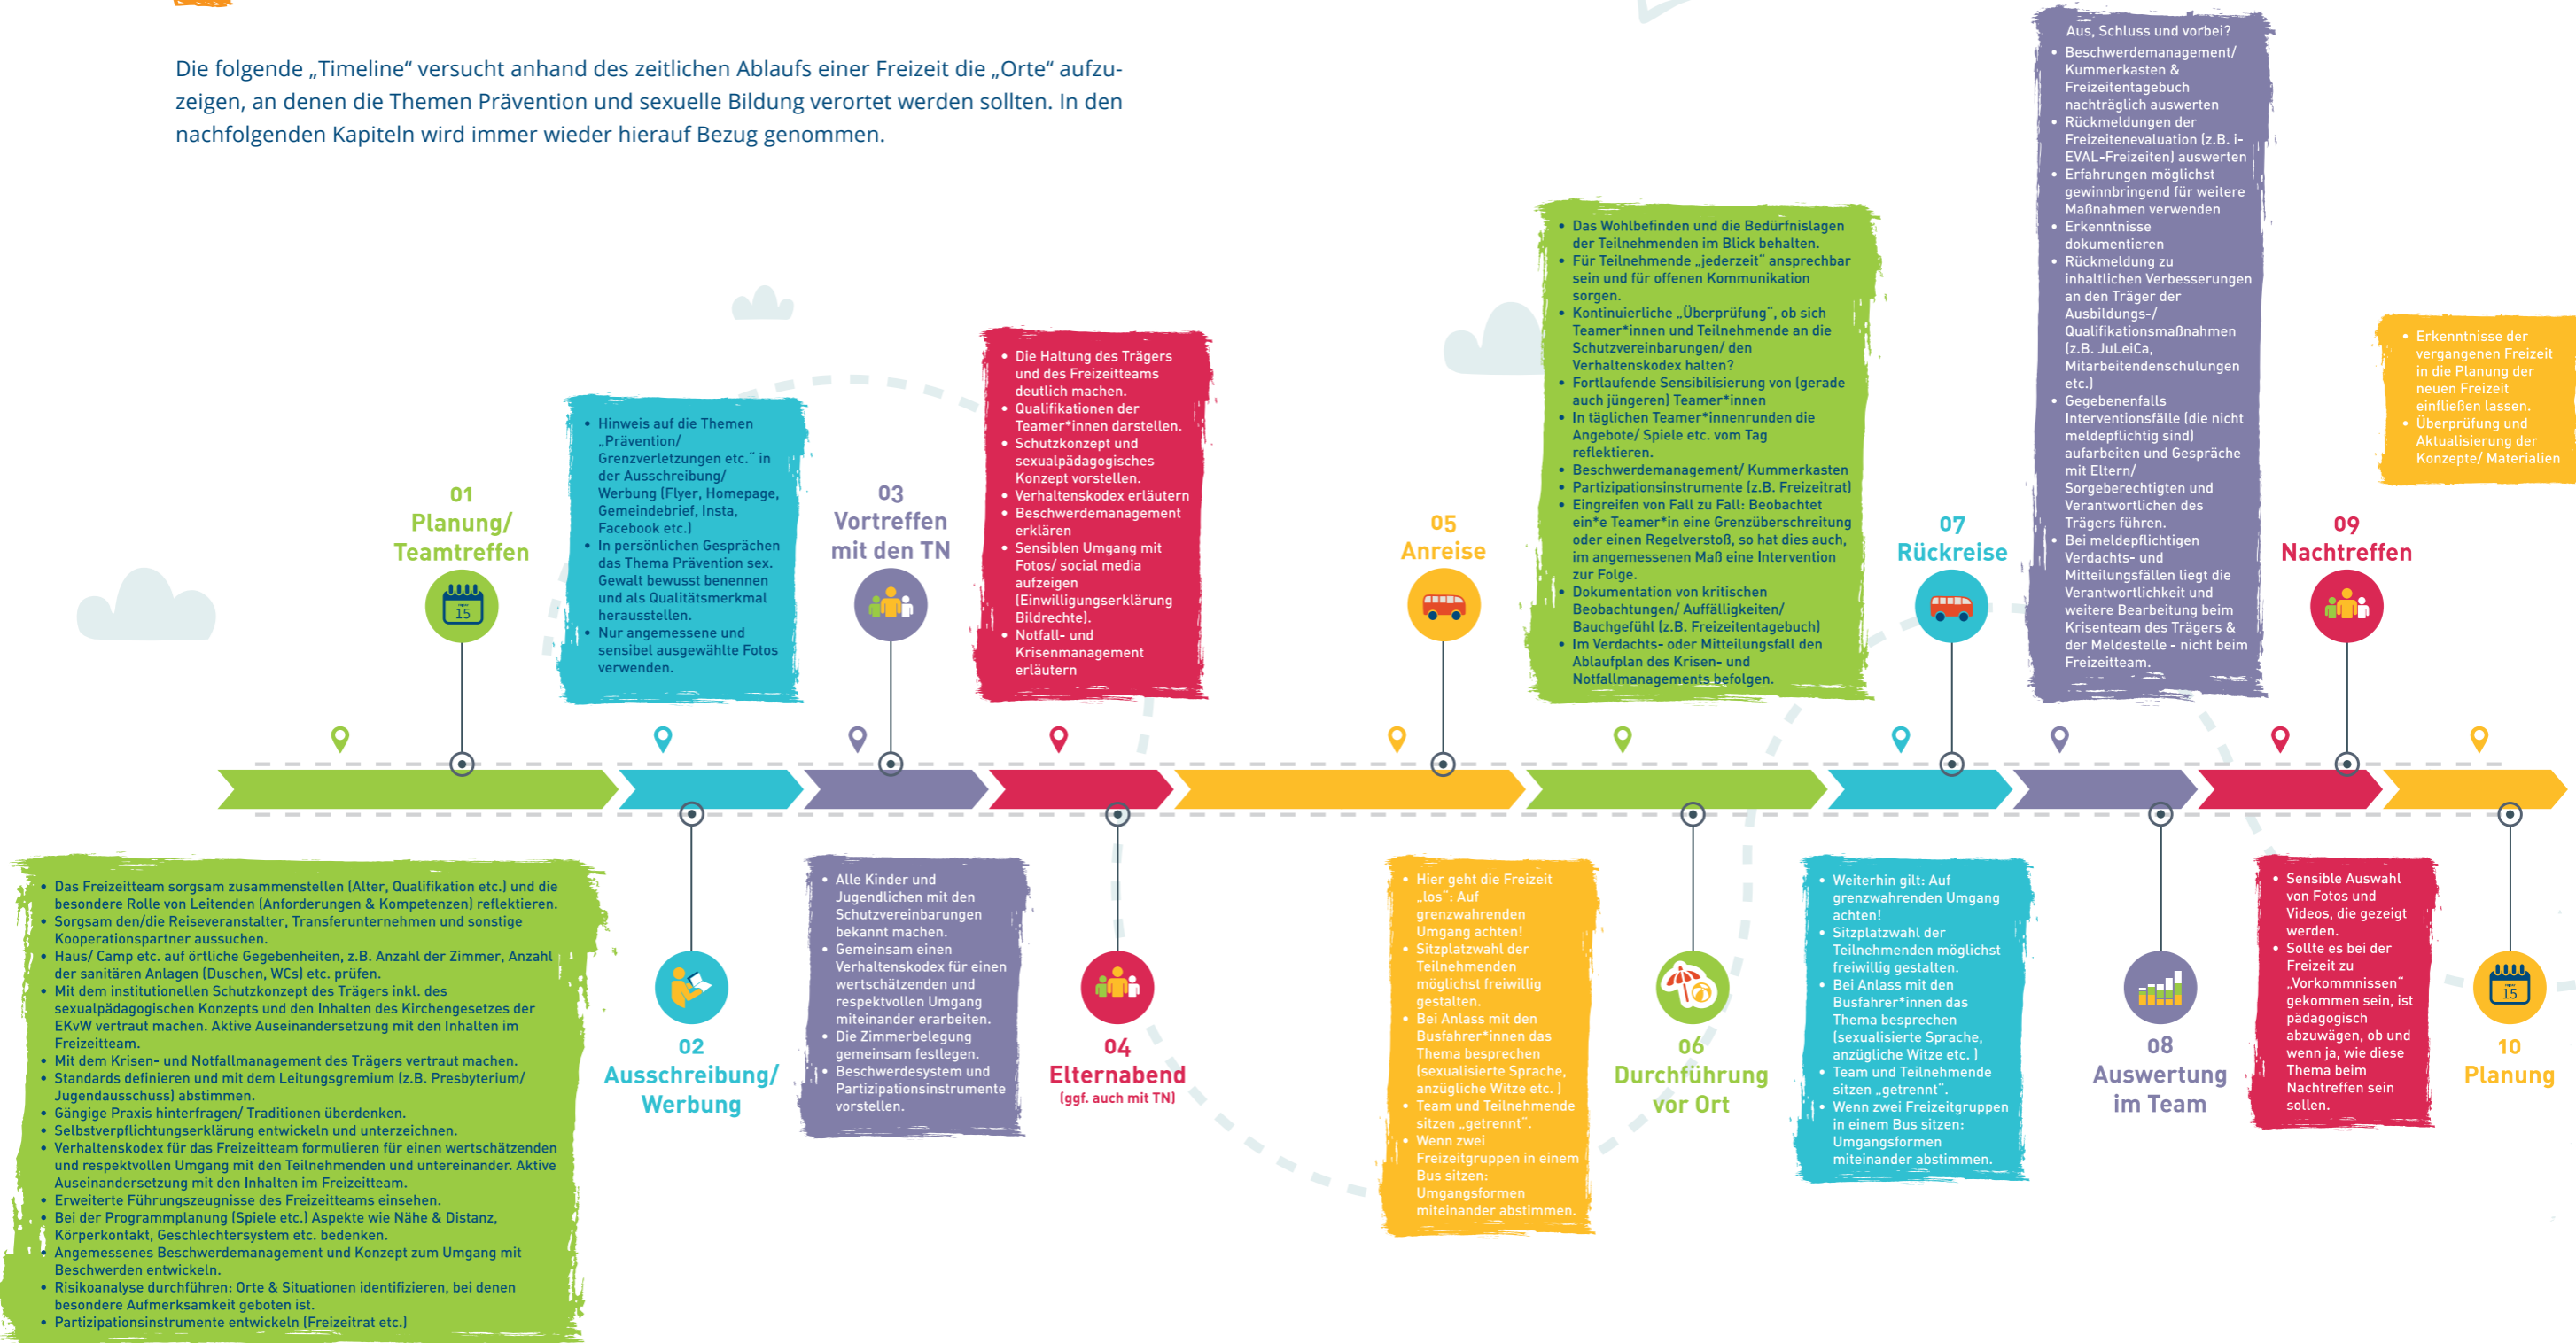 Die folgende „Timeline“ versucht anhand des zeitlichen Ablaufs einer Freizeit die „Orte“ aufzu-
zeigen, an denen die Themen Prävention und sexuelle Bildung verortet werden sollten. In den
nachfolgenden Kapiteln wird immer wieder hierauf Bezug genommen.
01
Planung/
Teamtreffen
15
• Das Freizeitteam sorgsam zusammenstellen (Alter, Qualifikation etc.) und die
besondere Rolle von Leitenden (Anforderungen & Kompetenzen) reflektieren.
• Sorgsam den/die Reiseveranstalter, Transferunternehmen und sonstige
Kooperationspartner aussuchen.
• Haus/ Camp etc. auf örtliche Gegebenheiten, z.B. Anzahl der Zimmer, Anzahl
der sanitären Anlagen (Duschen, WCs) etc. prüfen.
• Mit dem institutionellen Schutzkonzept des Trägers inkl. des
sexualpädagogischen Konzepts und den Inhalten des Kirchengesetzes der
EKvW vertraut machen. Aktive Auseinandersetzung mit den Inhalten im
Freizeitteam.
• Mit dem Krisen- und Notfallmanagement des Trägers vertraut machen.
• Standards definieren und mit dem Leitungsgremium (z.B. Presbyterium/
Jugendausschuss) abstimmen.
• Gängige Praxis hinterfragen/ Traditionen überdenken.
• Selbstverpflichtungserklärung entwickeln und unterzeichnen.
• Verhaltenskodex für das Freizeitteam formulieren für einen wertschätzenden
und respektvollen Umgang mit den Teilnehmenden und untereinander. Aktive
Auseinandersetzung mit den Inhalten im Freizeitteam.
• Erweiterte Führungszeugnisse des Freizeitteams einsehen.
• Bei der Programmplanung (Spiele etc.) Aspekte wie Nähe & Distanz,
Körperkontakt, Geschlechtersystem etc. bedenken.
• Angemessenes Beschwerdemanagement und Konzept zum Umgang mit
Beschwerden entwickeln.
• Risikoanalyse durchführen: Orte & Situationen identifizieren, bei denen
besondere Aufmerksamkeit geboten ist.
• Partizipationsinstrumente entwickeln (Freizeitrat etc.)
• Hinweis auf die Themen
„Prävention/
Grenzverletzungen etc.“ in
der Ausschreibung/
Werbung (Flyer, Homepage,
Gemeindebrief, Insta,
Facebook etc.)
• In persönlichen Gesprächen
das Thema Prävention sex.
Gewalt bewusst benennen
und als Qualitätsmerkmal
herausstellen.
• Nur angemessene und
sensibel ausgewählte Fotos
verwenden.
02
Ausschreibung/
Werbung
03
Vortreffen
mit den TN
• Alle Kinder und
Jugendlichen mit den
Schutzvereinbarungen
bekannt machen.
• Gemeinsam einen
Verhaltenskodex für einen
wertschätzenden und
respektvollen Umgang
miteinander erarbeiten.
• Die Zimmerbelegung
gemeinsam festlegen.
• Beschwerdesystem und
Partizipationsinstrumente
vorstellen.
• Die Haltung des Trägers
und des Freizeitteams
deutlich machen.
• Qualifikationen der
Teamer*innen darstellen.
• Schutzkonzept und
sexualpädagogisches
Konzept vorstellen.
• Verhaltenskodex erläutern
• Beschwerdemanagement
erklären
• Sensiblen Umgang mit
Fotos/ social media
aufzeigen
(Einwilligungserklärung
Bildrechte).
• Notfall- und
Krisenmanagement
erläutern
04
Elternabend
(ggf. auch mit TN)
05
Anreise
• Hier geht die Freizeit
„los“: Auf
grenzwahrenden
Umgang achten!
• Sitzplatzwahl der
Teilnehmenden
möglichst freiwillig
gestalten.
• Bei Anlass mit den
Busfahrer*innen das
Thema besprechen
(sexualisierte Sprache,
anzügliche Witze etc. )
• Team und Teilnehmende
sitzen „getrennt“.
• Wenn zwei
Freizeitgruppen in einem
Bus sitzen:
Umgangsformen
miteinander abstimmen.
• Das Wohlbefinden und die Bedürfnislagen
der Teilnehmenden im Blick behalten.
• Für Teilnehmende „jederzeit“ ansprechbar
sein und für offenen Kommunikation
sorgen.
• Kontinuierliche „Überprüfung“, ob sich
Teamer*innen und Teilnehmende an die
Schutzvereinbarungen/ den
Verhaltenskodex halten?
• Fortlaufende Sensibilisierung von (gerade
auch jüngeren) Teamer*innen
• In täglichen Teamer*innenrunden die
Angebote/ Spiele etc. vom Tag
reflektieren.
• Beschwerdemanagement/ Kummerkasten
• Partizipationsinstrumente (z.B. Freizeitrat)
• Eingreifen von Fall zu Fall: Beobachtet
ein*e Teamer*in eine Grenzüberschreitung
oder einen Regelverstoß, so hat dies auch,
im angemessenen Maß eine Intervention
zur Folge.
• Dokumentation von kritischen
Beobachtungen/ Auffälligkeiten/
Bauchgefühl (z.B. Freizeitentagebuch)
• Im Verdachts- oder Mitteilungsfall den
Ablaufplan des Krisen- und
Notfallmanagements befolgen.
06
Durchführung
vor Ort
07
Rückreise
• Weiterhin gilt: Auf
grenzwahrenden Umgang
achten!
• Sitzplatzwahl der
Teilnehmenden möglichst
freiwillig gestalten.
• Bei Anlass mit den
Busfahrer*innen das
Thema besprechen
(sexualisierte Sprache,
anzügliche Witze etc. )
• Team und Teilnehmende
sitzen „getrennt“.
• Wenn zwei Freizeitgruppen
in einem Bus sitzen:
Umgangsformen
miteinander abstimmen.
Aus, Schluss und vorbei?
• Beschwerdemanagement/
Kummerkasten &
Freizeitentagebuch
nachträglich auswerten
• Rückmeldungen der
Freizeitenevaluation (z.B. i-
EVAL-Freizeiten) auswerten
• Erfahrungen möglichst
gewinnbringend für weitere
Maßnahmen verwenden
• Erkenntnisse
dokumentieren
• Rückmeldung zu
inhaltlichen Verbesserungen
an den Träger der
Ausbildungs-/
Qualifikationsmaßnahmen
(z.B. JuLeiCa,
Mitarbeitendenschulungen
etc.)
• Gegebenenfalls
Interventionsfälle (die nicht
meldepflichtig sind)
aufarbeiten und Gespräche
mit Eltern/
Sorgeberechtigten und
Verantwortlichen des
Trägers führen.
• Bei meldepflichtigen
Verdachts- und
Mitteilungsfällen liegt die
Verantwortlichkeit und
weitere Bearbeitung beim
Krisenteam des Trägers &
der Meldestelle - nicht beim
Freizeitteam.
08
Auswertung
im Team
09
Nachtreffen
• Sensible Auswahl
von Fotos und
Videos, die gezeigt
werden.
• Sollte es bei der
Freizeit zu
„Vorkommnissen“
gekommen sein, ist
pädagogisch
abzuwägen, ob und
wenn ja, wie diese
Thema beim
Nachtreffen sein
sollen.
• Erkenntnisse der
vergangenen Freizeit
in die Planung der
neuen Freizeit
einfließen lassen.
• Überprüfung und
Aktualisierung der
Konzepte/ Materialien
15
10
Planung